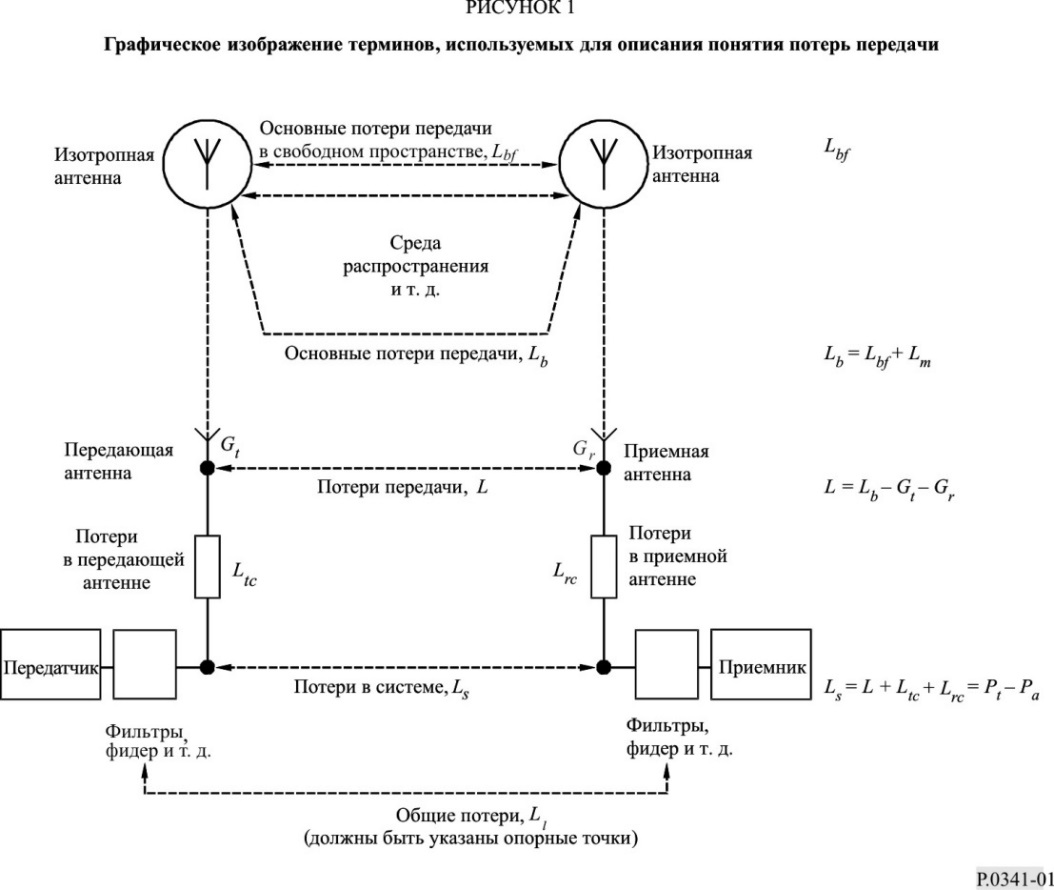 РИСУНОК 1
Графическое изображение терминов, используемых для описания понятия потерь передачи
Основные потери передачи
в свободном пространстве, L_bf
Изотропная
антенна
Изотропная
антенна
L_bf
Среда
распространения
и т. д.
Основные потери передачи, L_b
L_b = L_bf + L_m
Передающая
антенна
G_t
G_r
Приемная
антенна
Потери передачи, L
L = L_b – G_t – G_r
Потери
в передающей
антенне
L_tc
L_rc
Потери
в приемной
антенне
Передатчик
Приемник
Потери в системе, L_s
L_s = L + L_tc + L_rc = P_t – P_a
Фильтры,
фидер и т. д.
Фильтры,
фидер и т. д.
Общие потери, L_l
(должны быть указаны опорные точки)
P.0341-01